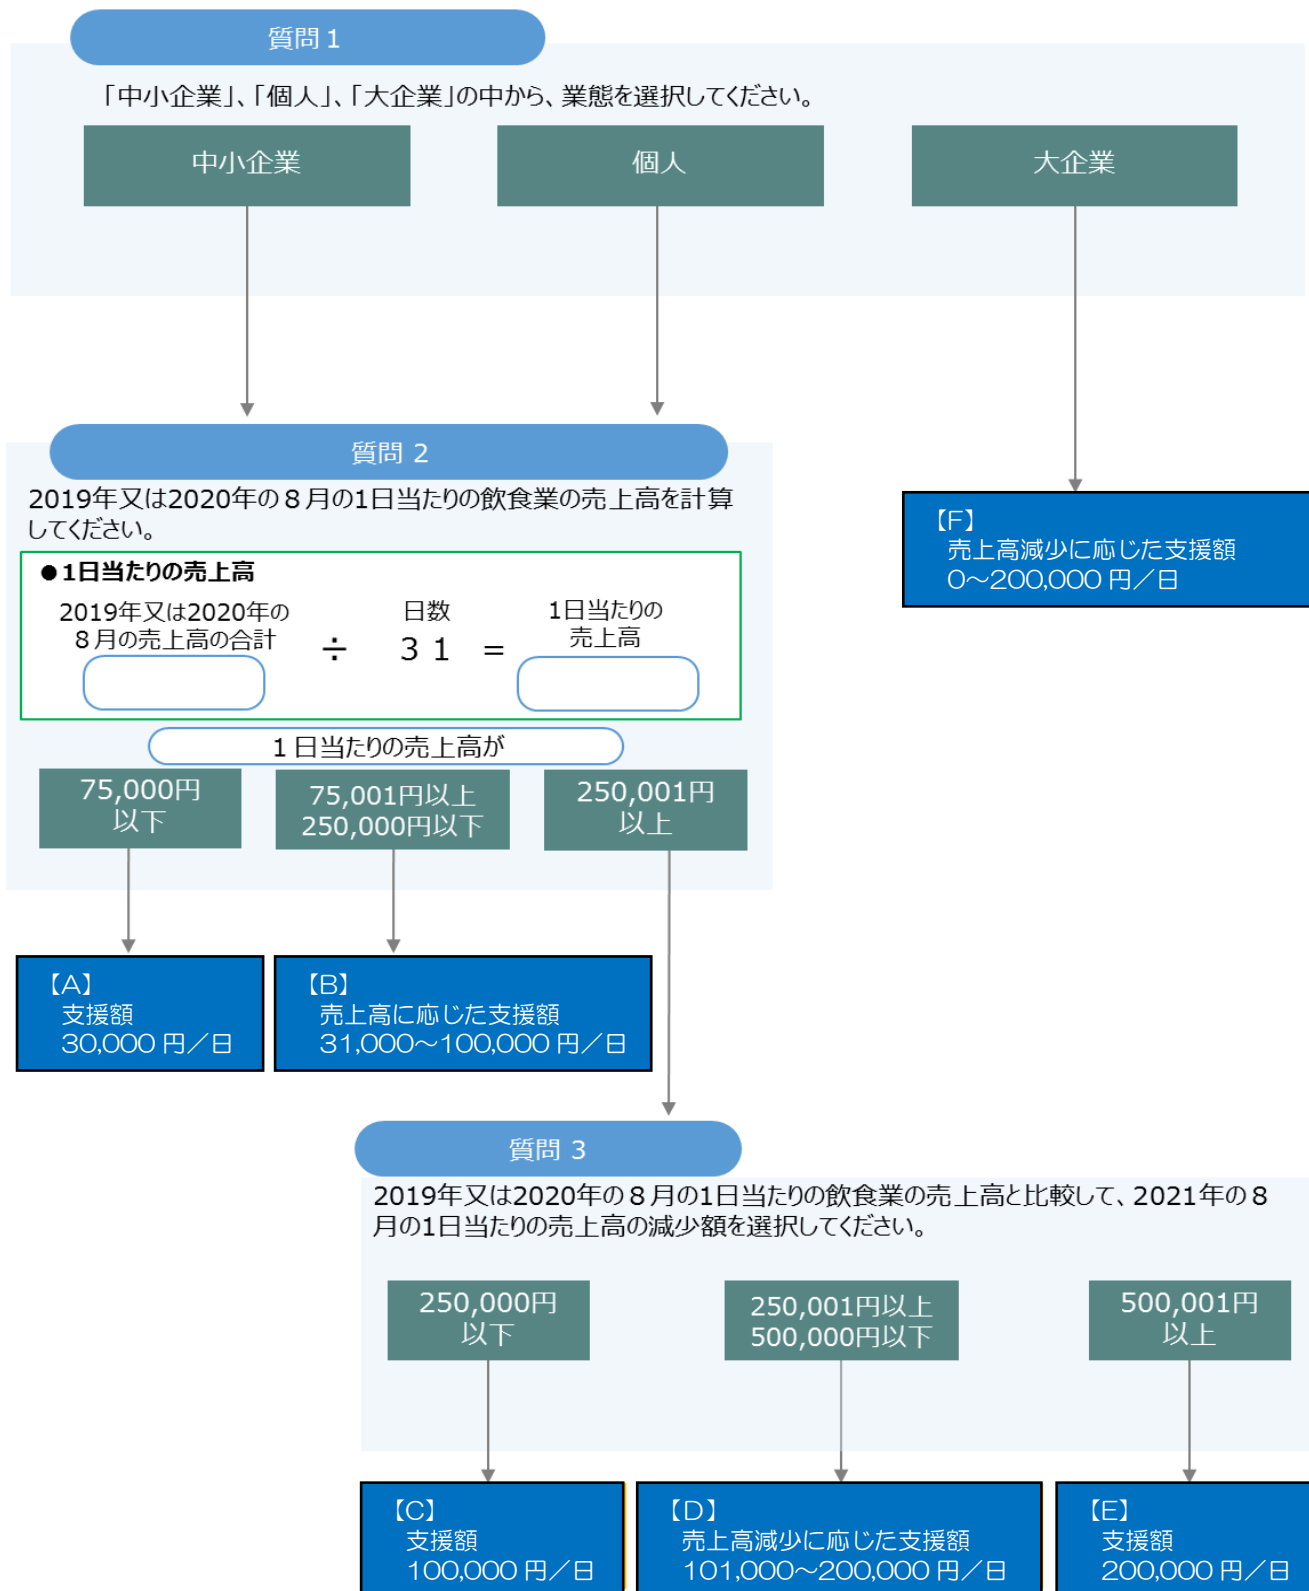 質問１
「中小企業」、「個人」、「大企業」の中から、業態を選択してください。
中小企業
個人
大企業
質問 2
2019年又は2020年の８月の1日当たりの飲食業の売上高を計算
してください。
●1日当たりの売上高
2019年又は2020年の
８月の売上高の合計
÷
日数
３１
=
1日当たりの
売上高
１日当たりの売上高が
75,000円
以下
75,001円以上
250,000円以下
250,001円
以上
【F】
売上高減少に応じた支援額
0～200,000 円／日
【A】
支援額
30,000 円／日
【B】
売上高に応じた支援額
31,000～100,000 円／日
質問 3
2019年又は2020年の８月の1日当たりの飲食業の売上高と比較して、2021年の８
月の1日当たりの売上高の減少額を選択してください。
250,000円
以下
250,001円以上
500,000円以下
500,001円
以上
【C】
支援額
100,000 円／日
【D】
売上高減少に応じた支援額
101,000～200,000 円／日
【E】
支援額
200,000 円／日